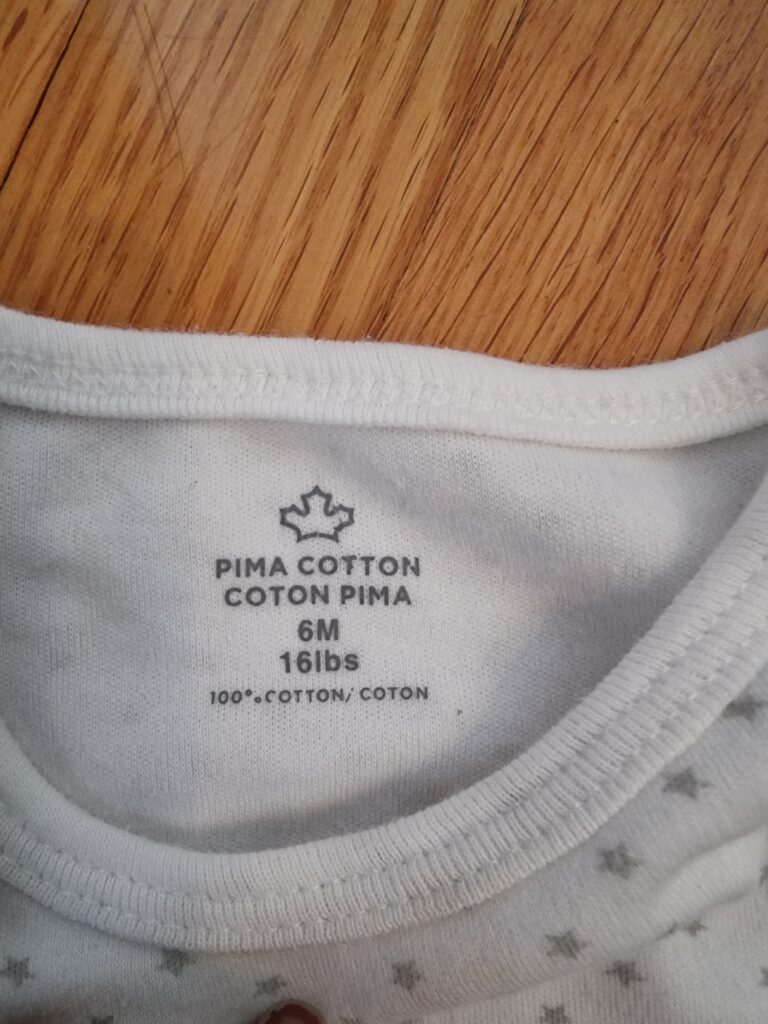 PIMA COTTON
COTON PIMA
6M
16lbs
100% COTTON/ COTON